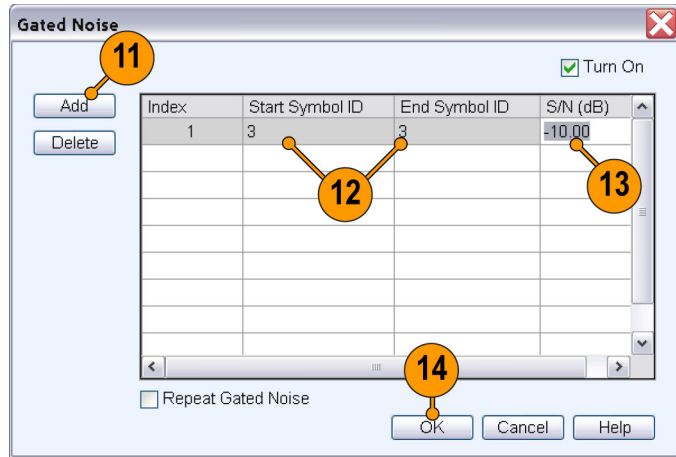 Gated Noise
11
Turn On
Add
Delete
Index Start Symbol ID End Symbol ID S/N (dB)
1 3 3 -10.00
12
13
14
Repeat Gated Noise
OK Cancel Help